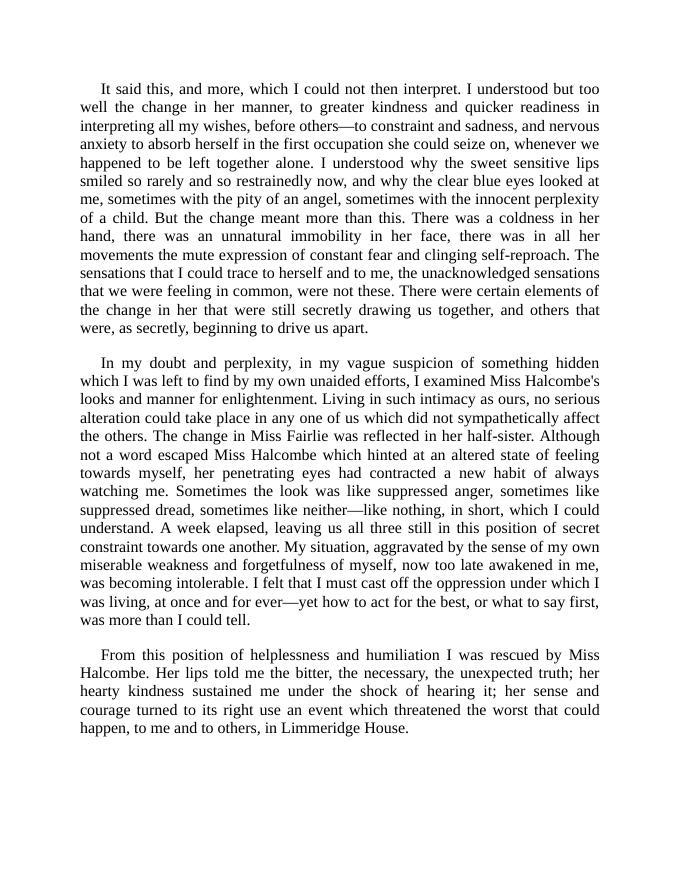 It said this, and more, which I could not then interpret. I understood but too
well the change in her manner, to greater kindness and quicker readiness in
interpreting all my wishes, before others—to constraint and sadness, and nervous
anxiety to absorb herself in the first occupation she could seize on, whenever we
happened to be left together alone. I understood why the sweet sensitive lips
smiled so rarely and so restrainedly now, and why the clear blue eyes looked at
me, sometimes with the pity of an angel, sometimes with the innocent perplexity
of a child. But the change meant more than this. There was a coldness in her
hand, there was an unnatural immobility in her face, there was in all her
movements the mute expression of constant fear and clinging self-reproach. The
sensations that I could trace to herself and to me, the unacknowledged sensations
that we were feeling in common, were not these. There were certain elements of
the change in her that were still secretly drawing us together, and others that
were, as secretly, beginning to drive us apart.
In my doubt and perplexity, in my vague suspicion of something hidden
which I was left to find by my own unaided efforts, I examined Miss Halcombe's
looks and manner for enlightenment. Living in such intimacy as ours, no serious
alteration could take place in any one of us which did not sympathetically affect
the others. The change in Miss Fairlie was reflected in her half-sister. Although
not a word escaped Miss Halcombe which hinted at an altered state of feeling
towards myself, her penetrating eyes had contracted a new habit of always
watching me. Sometimes the look was like suppressed anger, sometimes like
suppressed dread, sometimes like neither—like nothing, in short, which I could
understand. A week elapsed, leaving us all three still in this position of secret
constraint towards one another. My situation, aggravated by the sense of my own
miserable weakness and forgetfulness of myself, now too late awakened in me,
was becoming intolerable. I felt that I must cast off the oppression under which I
was living, at once and for ever—yet how to act for the best, or what to say first,
was more than I could tell.
From this position of helplessness and humiliation I was rescued by Miss
Halcombe. Her lips told me the bitter, the necessary, the unexpected truth; her
hearty kindness sustained me under the shock of hearing it; her sense and
courage turned to its right use an event which threatened the worst that could
happen, to me and to others, in Limmeridge House.